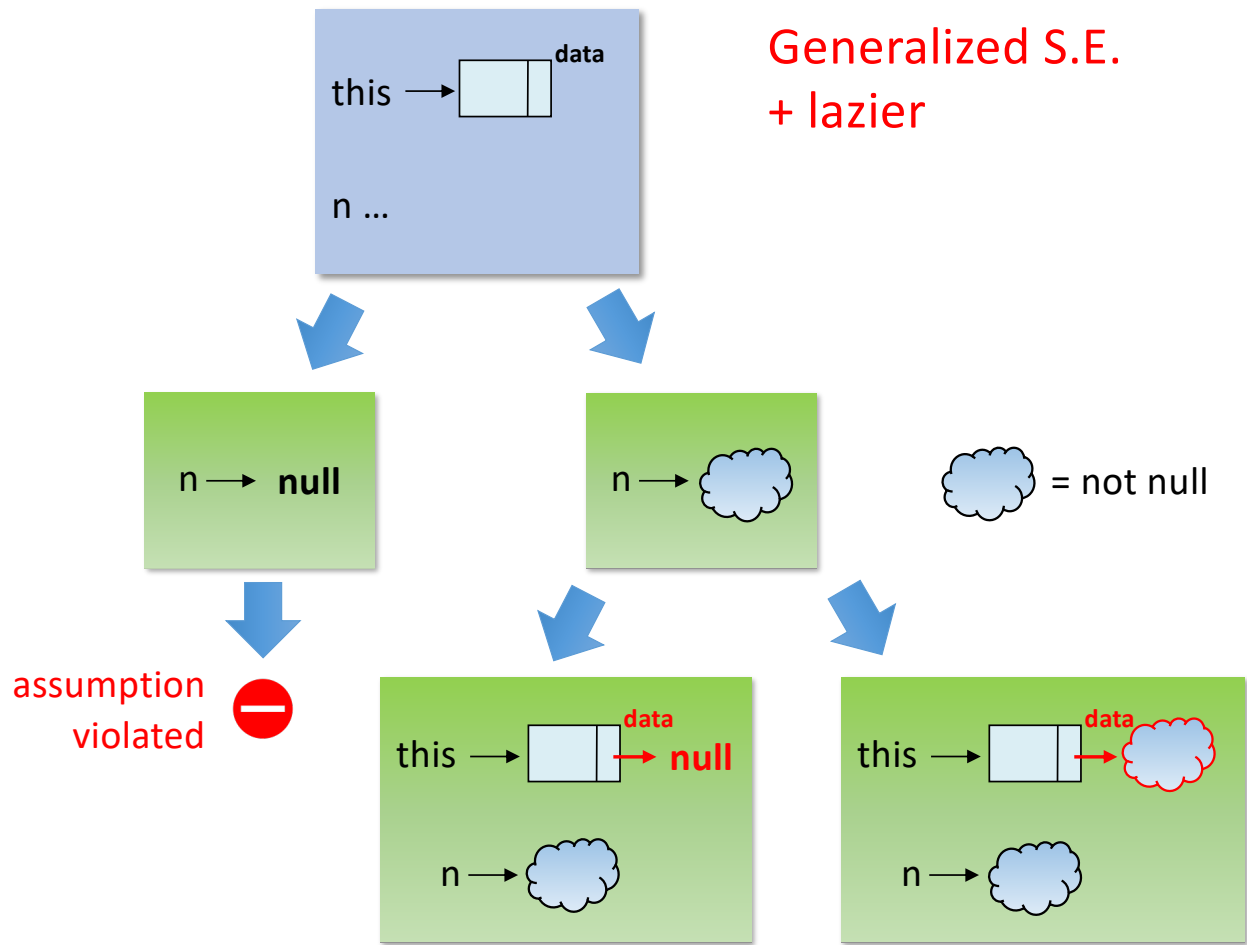 data
this
Generalized S.E.
+ lazier
n ...
n
null
n
= not null
assumption
violated
data
this
null
n
data
this
n